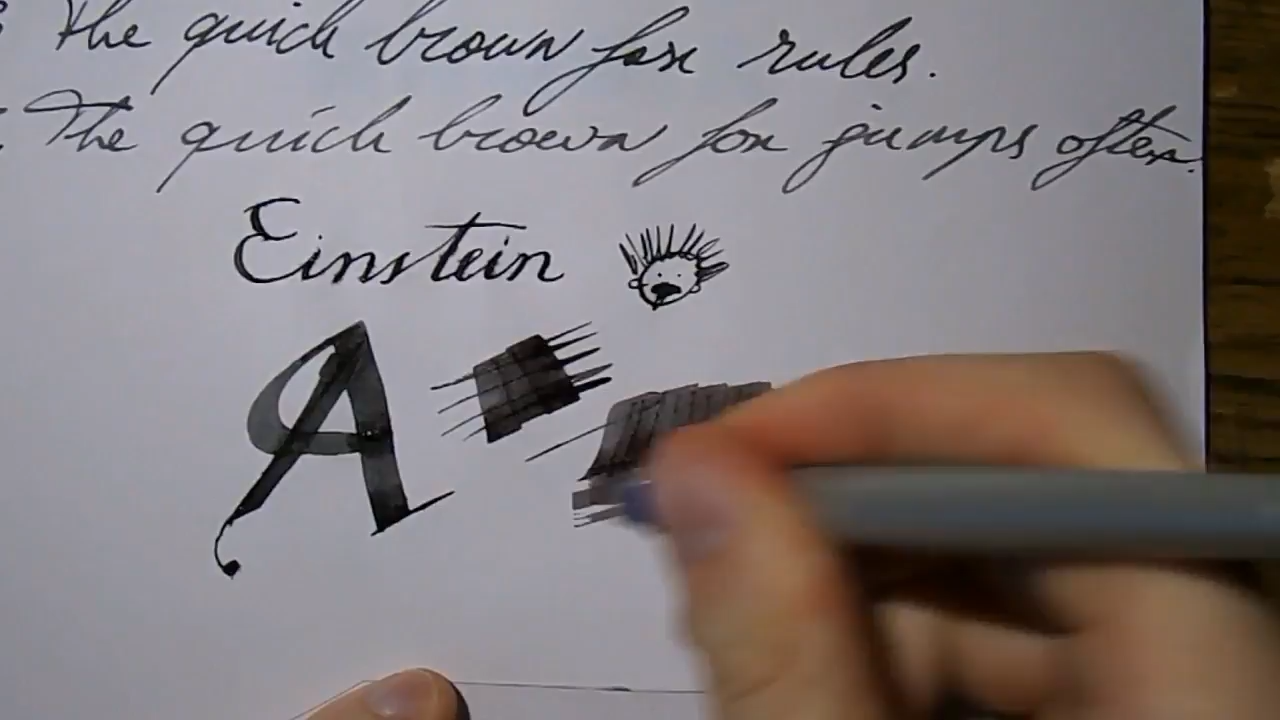 The quick brown fox rules.
The quick brown fox jumps often.
Einstein
A